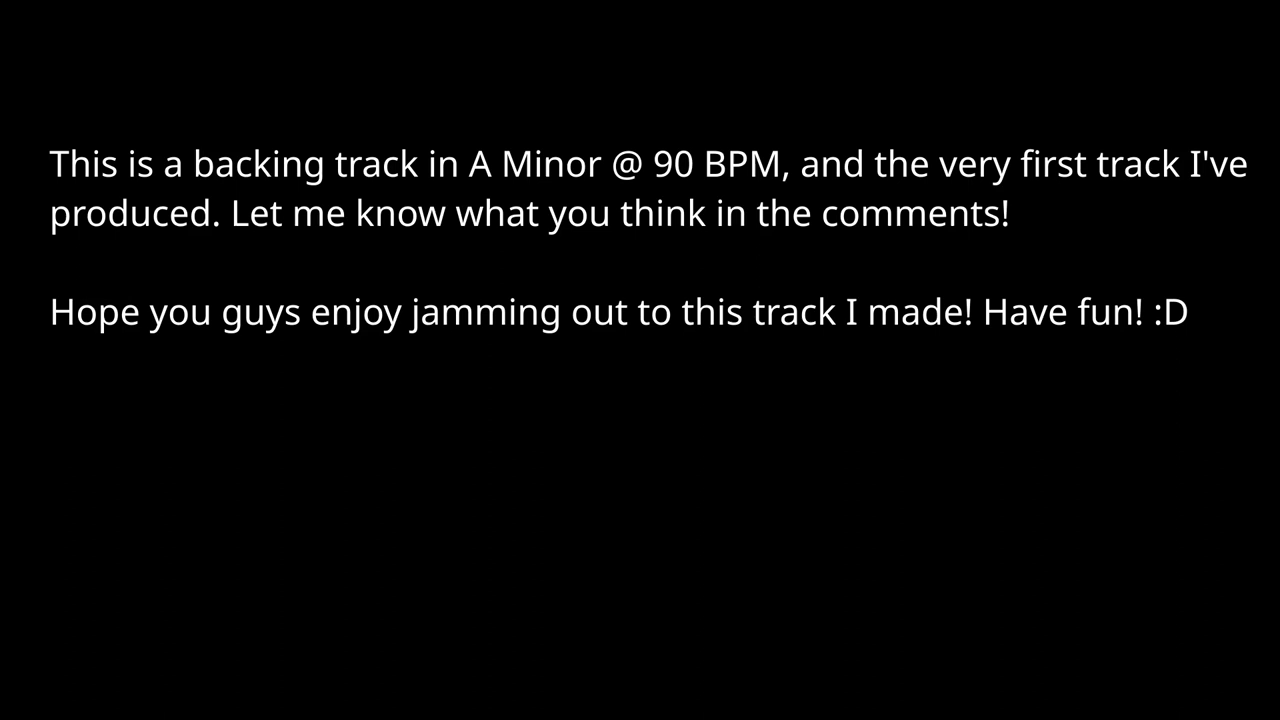 This is a backing track in A Minor @ 90 BPM, and the very first track I've
produced. Let me know what you think in the comments!
Hope you guys enjoy jamming out to this track I made! Have fun! :D